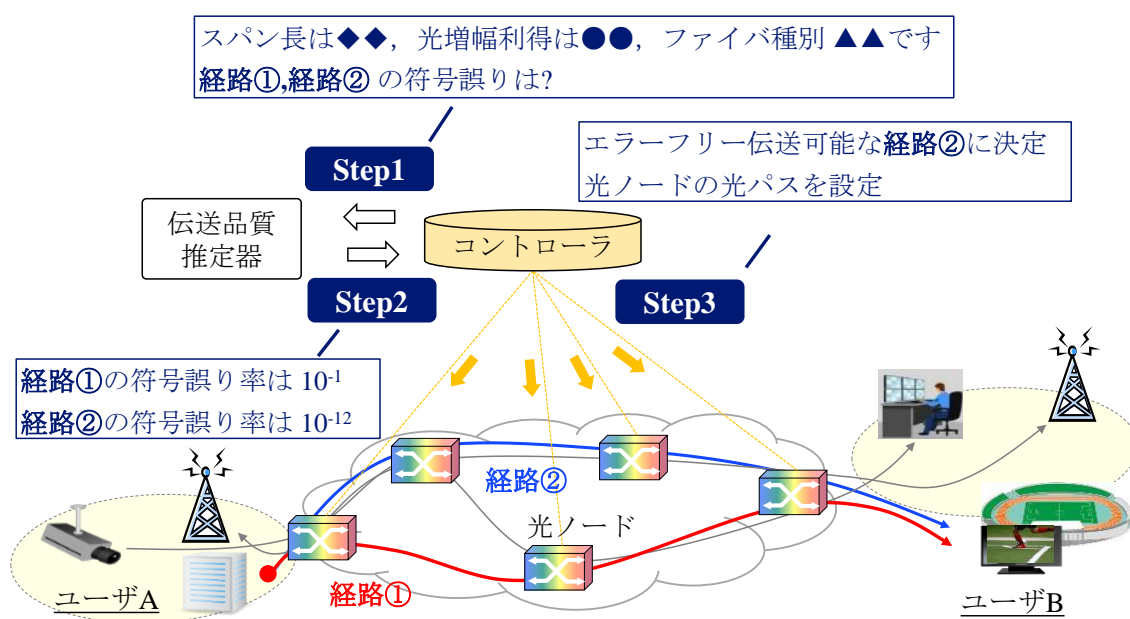 スパン長は◆◆，光増幅利得は●●，ファイバ種別 ▲▲です
経路①,経路② の符号誤りは?
エラーフリー伝送可能な経路②に決定
光ノードの光パスを設定
Step1
伝送品質
推定器
コントローラ
Step2
Step3
経路①の符号誤り率は 10⁻¹
経路②の符号誤り率は 10⁻¹²
経路②
光ノード
経路①
ユーザA
ユーザB